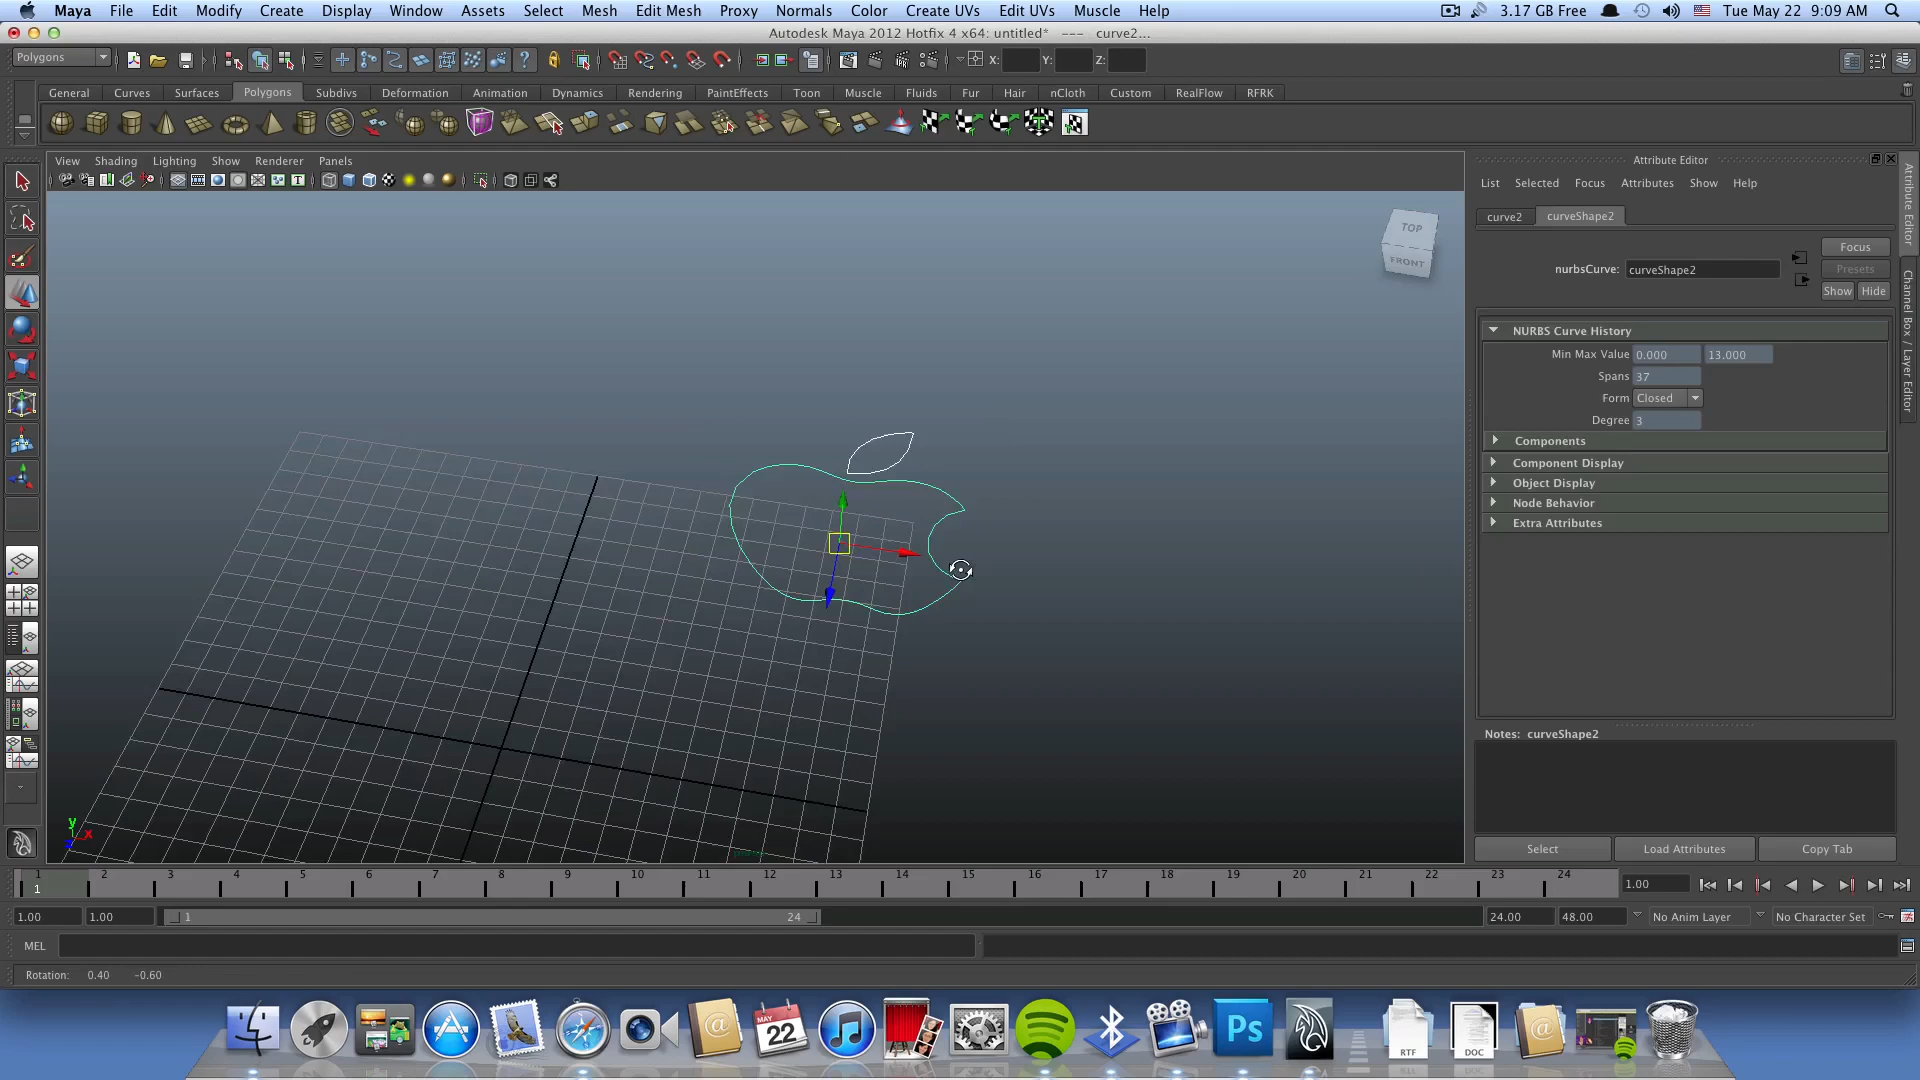 Maya File Edit Modify Create Display Window Assets Select Mesh Edit Mesh Proxy Normals Color Create UVs Edit UVs Muscle Help 3.17 GB Free Tue May 22 9:09 AM
Autodesk Maya 2012 Hotfix 4 x64: untitled* --- curve2...
Polygons X: Y: Z:
General Curves Surfaces Polygons Subdivs Deformation Animation Dynamics Rendering PaintEffects Toon Muscle Fluids Fur Hair nCloth Custom RealFlow RFRK
View Shading Lighting Show Renderer Panels
Attribute Editor
List Selected Focus Attributes Show Help
curve2 curveShape2
TOP
FRONT
Focus
nurbsCurve: curveShape2
Presets
Show Hide
Attribute Editor
Channel Box / Layer Editor
NURBS Curve History
Min Max Value 0.000 13.000
Spans 37
Form Closed
Degree 3
Components
Component Display
Object Display
Node Behavior
Extra Attributes
Notes: curveShape2
y
x
z
Select Load Attributes Copy Tab
1 2 3 4 5 6 7 8 9 10 11 12 13 14 15 16 17 18 19 20 21 22 23 24
1 1.00
1.00 1.00 1 24 24.00 48.00 No Anim Layer No Character Set
MEL
Rotation: 0.40 -0.60
MAY
22
Ps
RTF
DOC